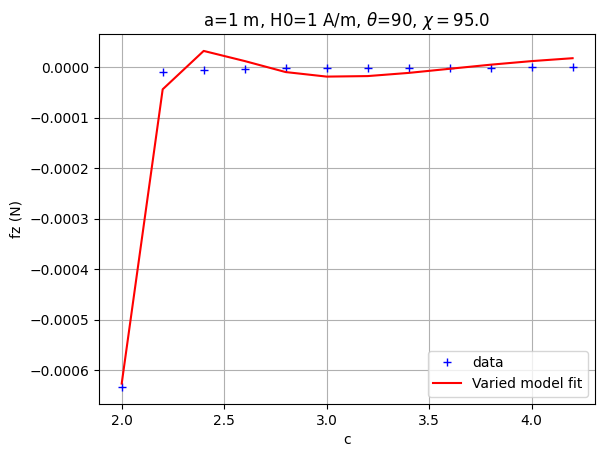 a=1 m, H0=1 A/m, θ=90, χ = 95.0
0.0000
−0.0001
−0.0002
−0.0003
−0.0004
−0.0005
−0.0006
fz (N)
data
Varied model fit
2.0 2.5 3.0 3.5 4.0
c